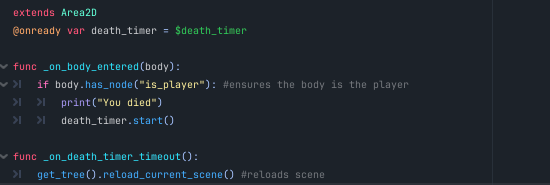 extends Area2D
@onready var death_timer = $death_timer
func _on_body_entered(body):
if body.has_node("is_player"): #ensures the body is the player
print("You died")
death_timer.start()
func _on_death_timer_timeout():
get_tree().reload_current_scene() #reloads scene